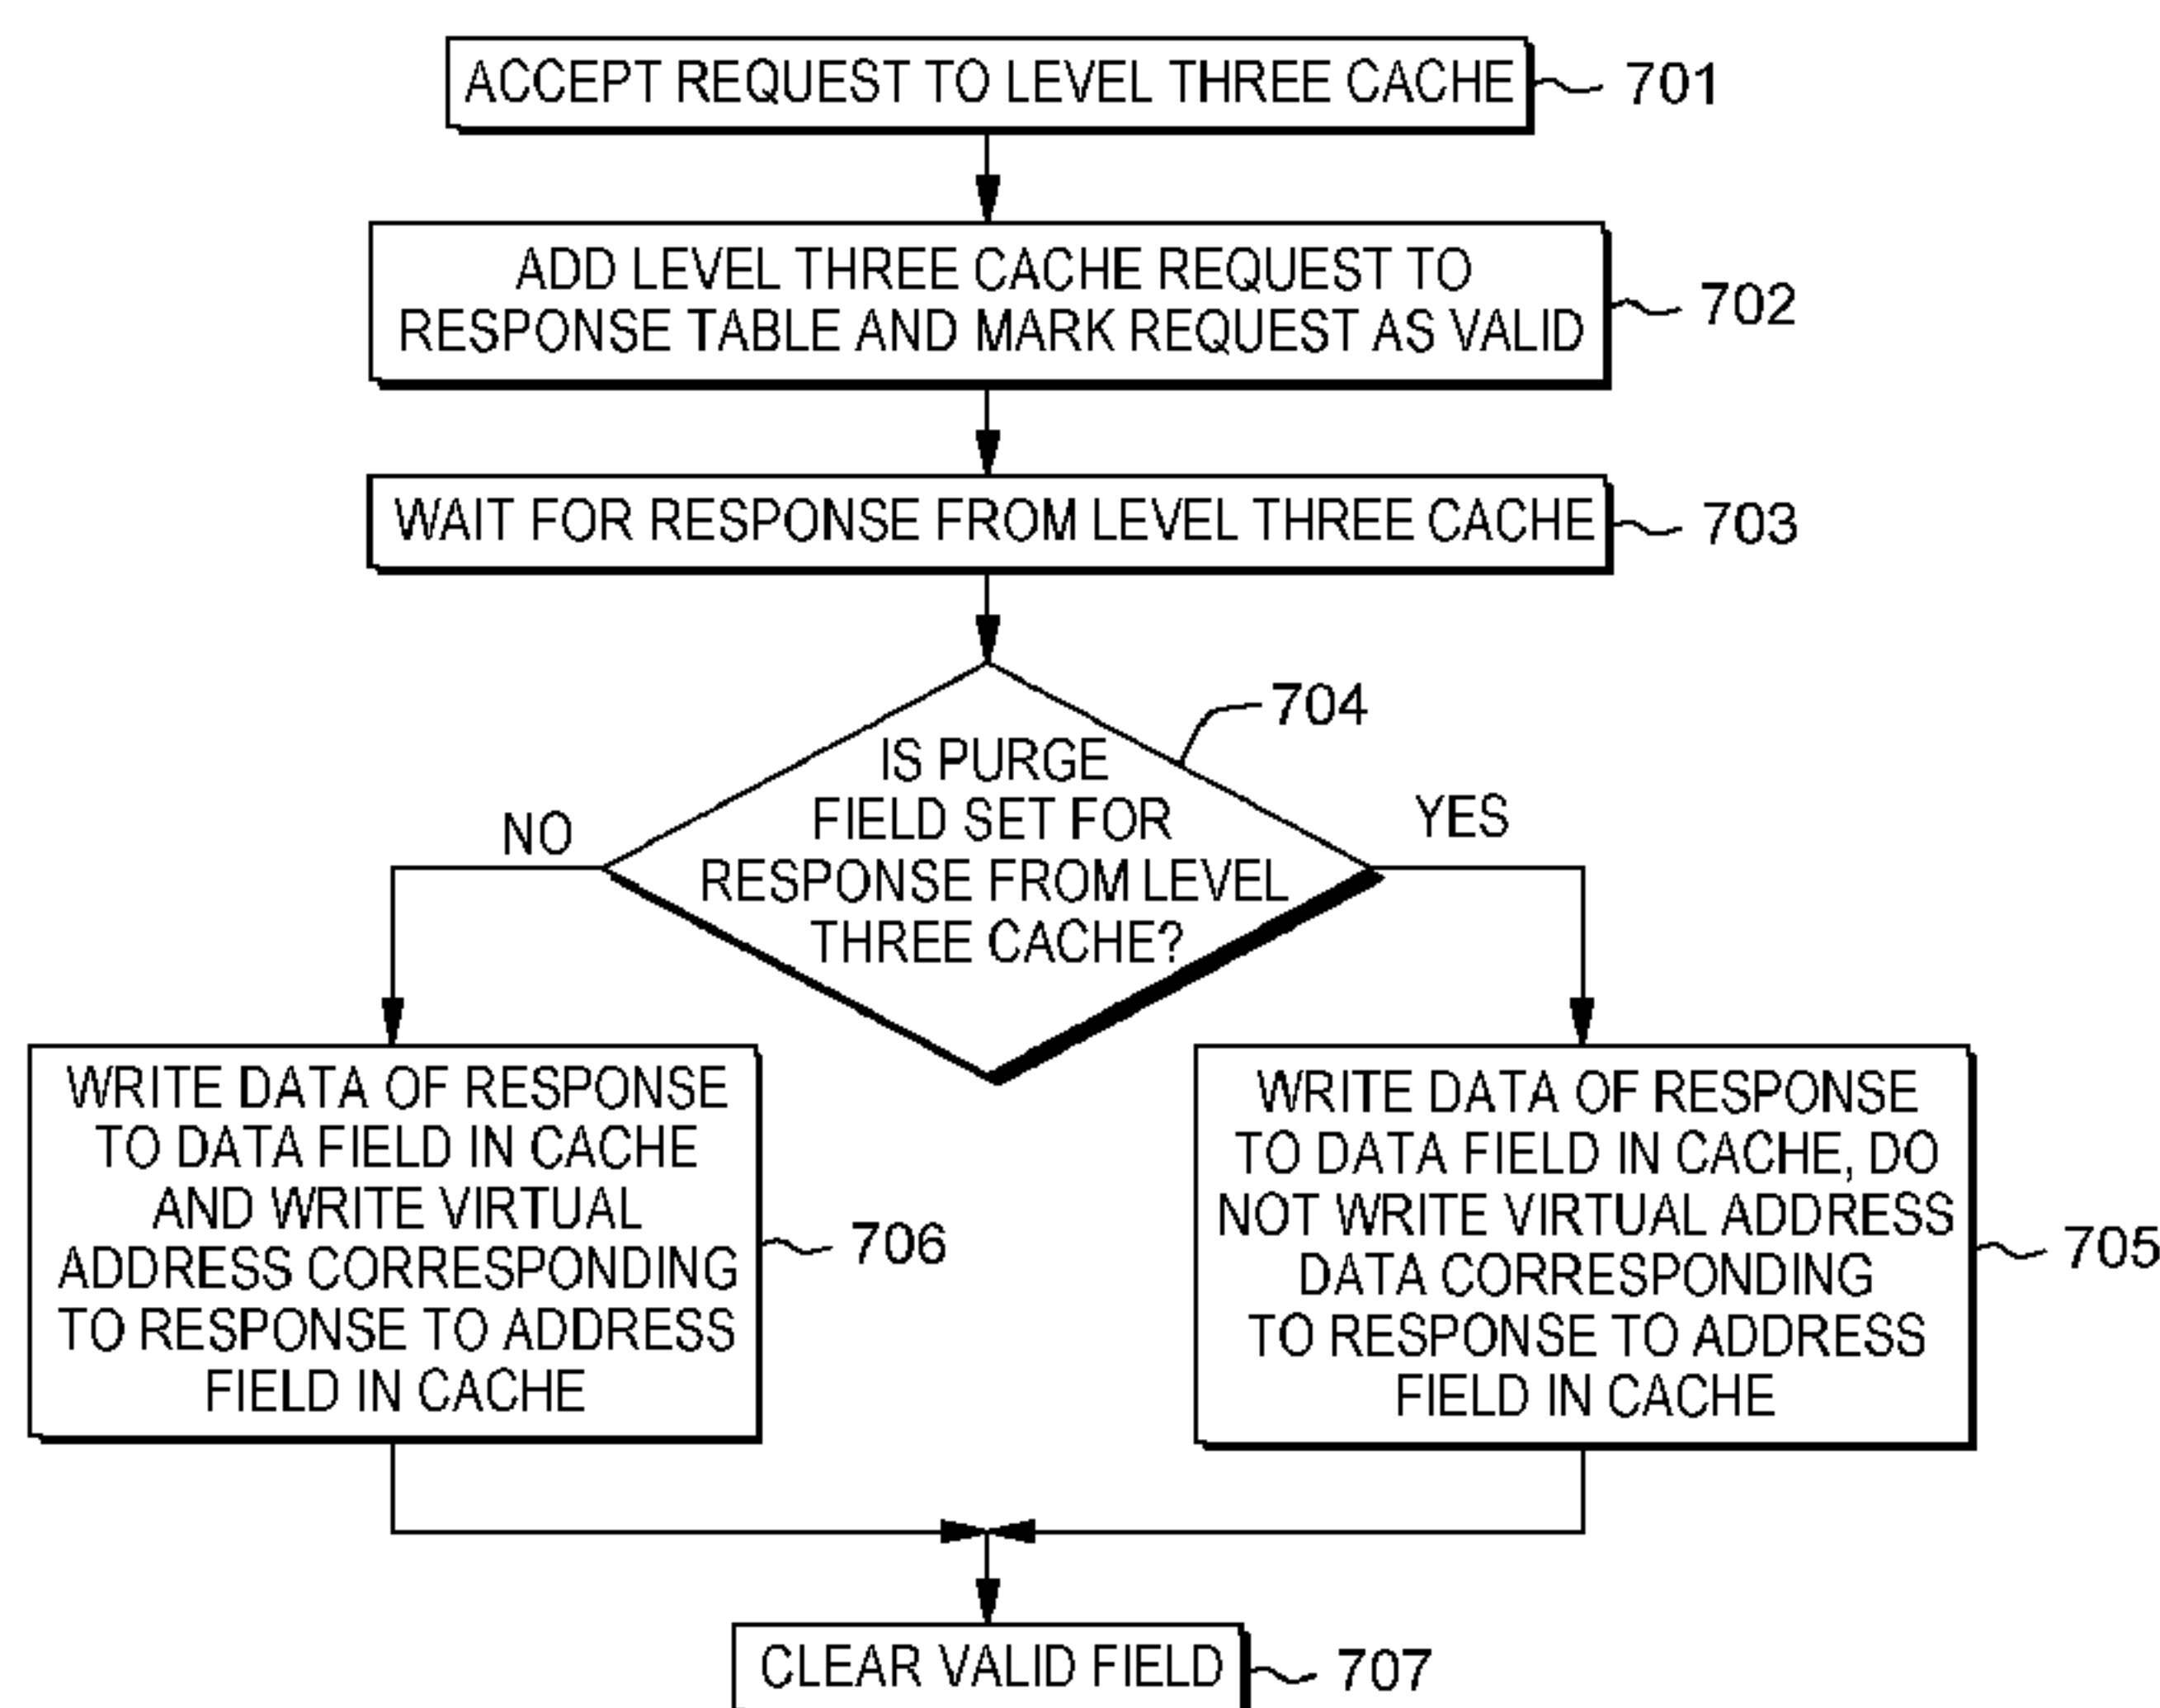 ACCEPT REQUEST TO LEVEL THREE CACHE
701
ADD LEVEL THREE CACHE REQUEST TO
RESPONSE TABLE AND MARK REQUEST AS VALID
702
WAIT FOR RESPONSE FROM LEVEL THREE CACHE
703
704
IS PURGE
FIELD SET FOR
RESPONSE FROM LEVEL
THREE CACHE?
NO
YES
WRITE DATA OF RESPONSE
TO DATA FIELD IN CACHE
AND WRITE VIRTUAL
ADDRESS CORRESPONDING
TO RESPONSE TO ADDRESS
FIELD IN CACHE
706
WRITE DATA OF RESPONSE
TO DATA FIELD IN CACHE, DO
NOT WRITE VIRTUAL ADDRESS
DATA CORRESPONDING
TO RESPONSE TO ADDRESS
FIELD IN CACHE
705
CLEAR VALID FIELD
707